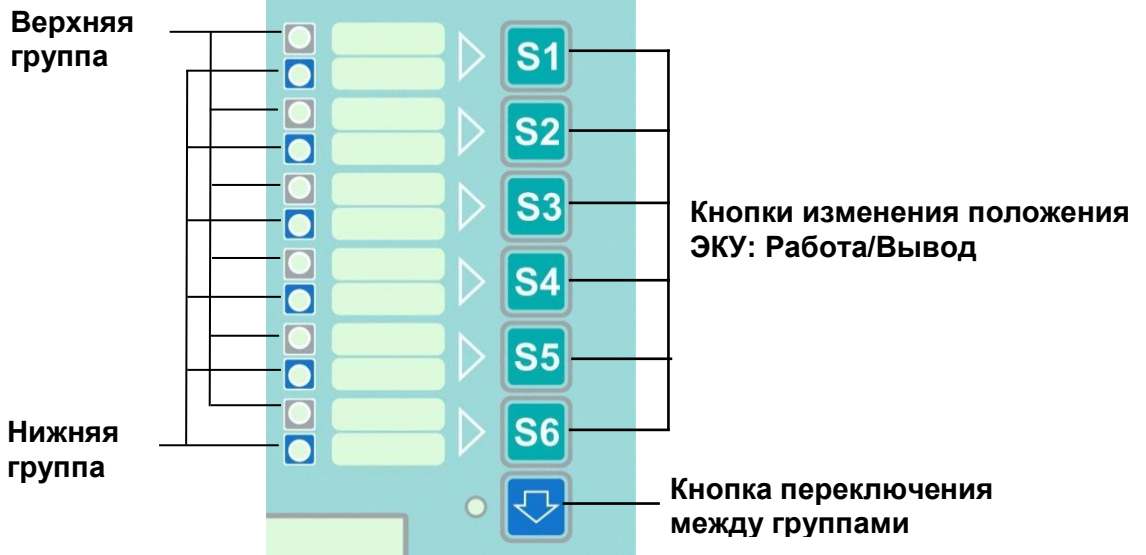 Верхняя
группа
S1
S2
S3
Кнопки изменения положения
ЭКУ: Работа/Вывод
S4
S5
S6
Нижняя
группа
Кнопка переключения
между группами